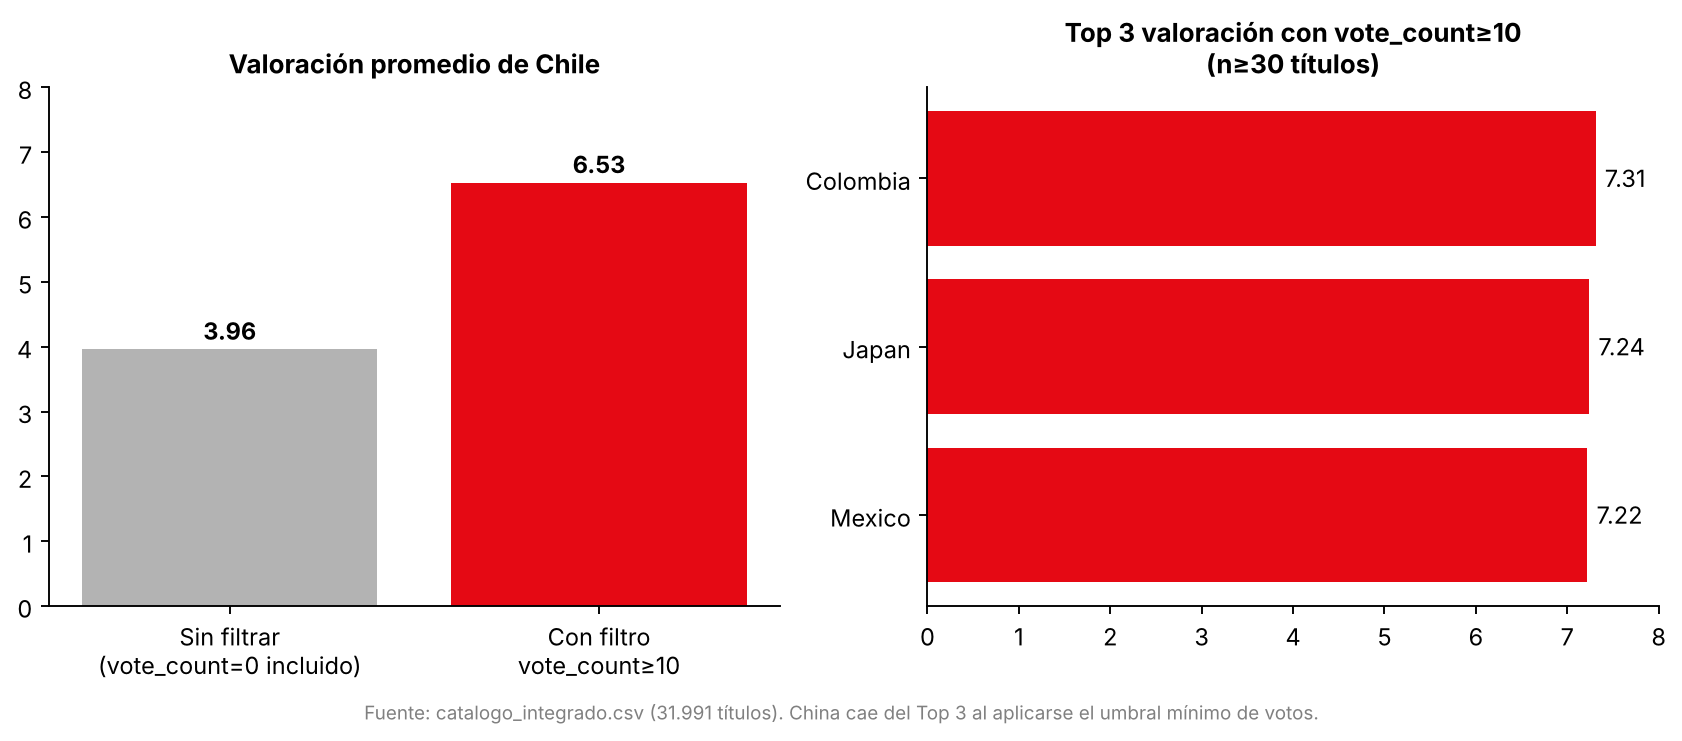 Valoración promedio de Chile
8
7
6
5
4
3
2
1
0
3.96
6.53
Sin filtrar
(vote_count=0 incluido)
Con filtro
vote_count≥10
Top 3 valoración con vote_count≥10
(n≥30 títulos)
Colombia
7.31
Japan
7.24
Mexico
7.22
0 1 2 3 4 5 6 7 8
Fuente: catalogo_integrado.csv (31.991 títulos). China cae del Top 3 al aplicarse el umbral mínimo de votos.